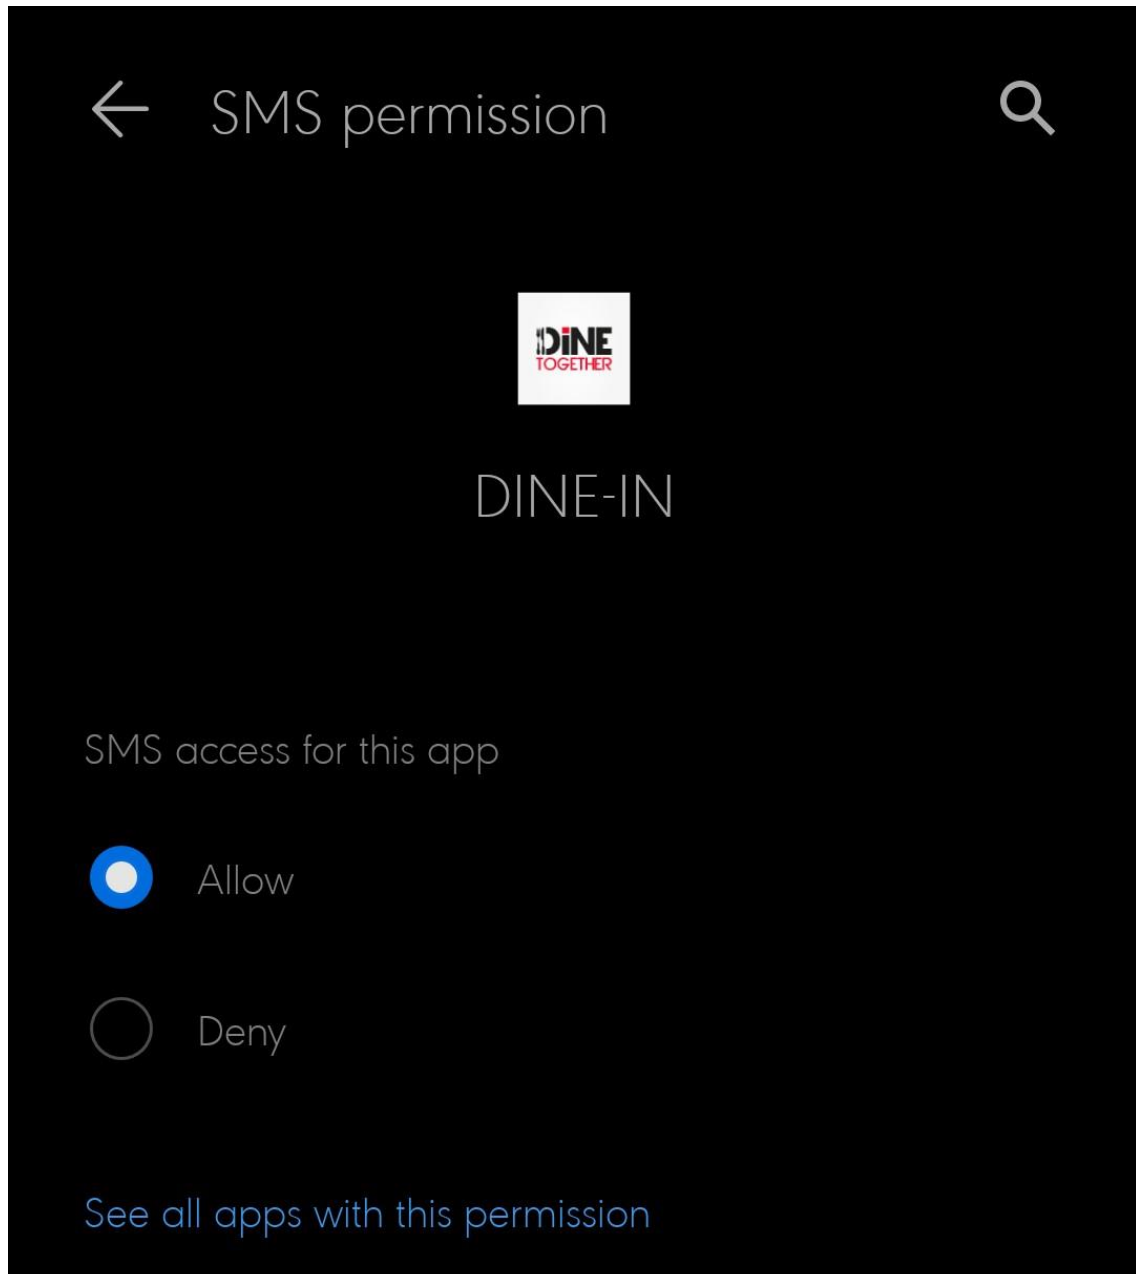 SMS permission
DiNE
TOGETHER
DINE-IN
SMS access for this app
Allow
Deny
See all apps with this permission